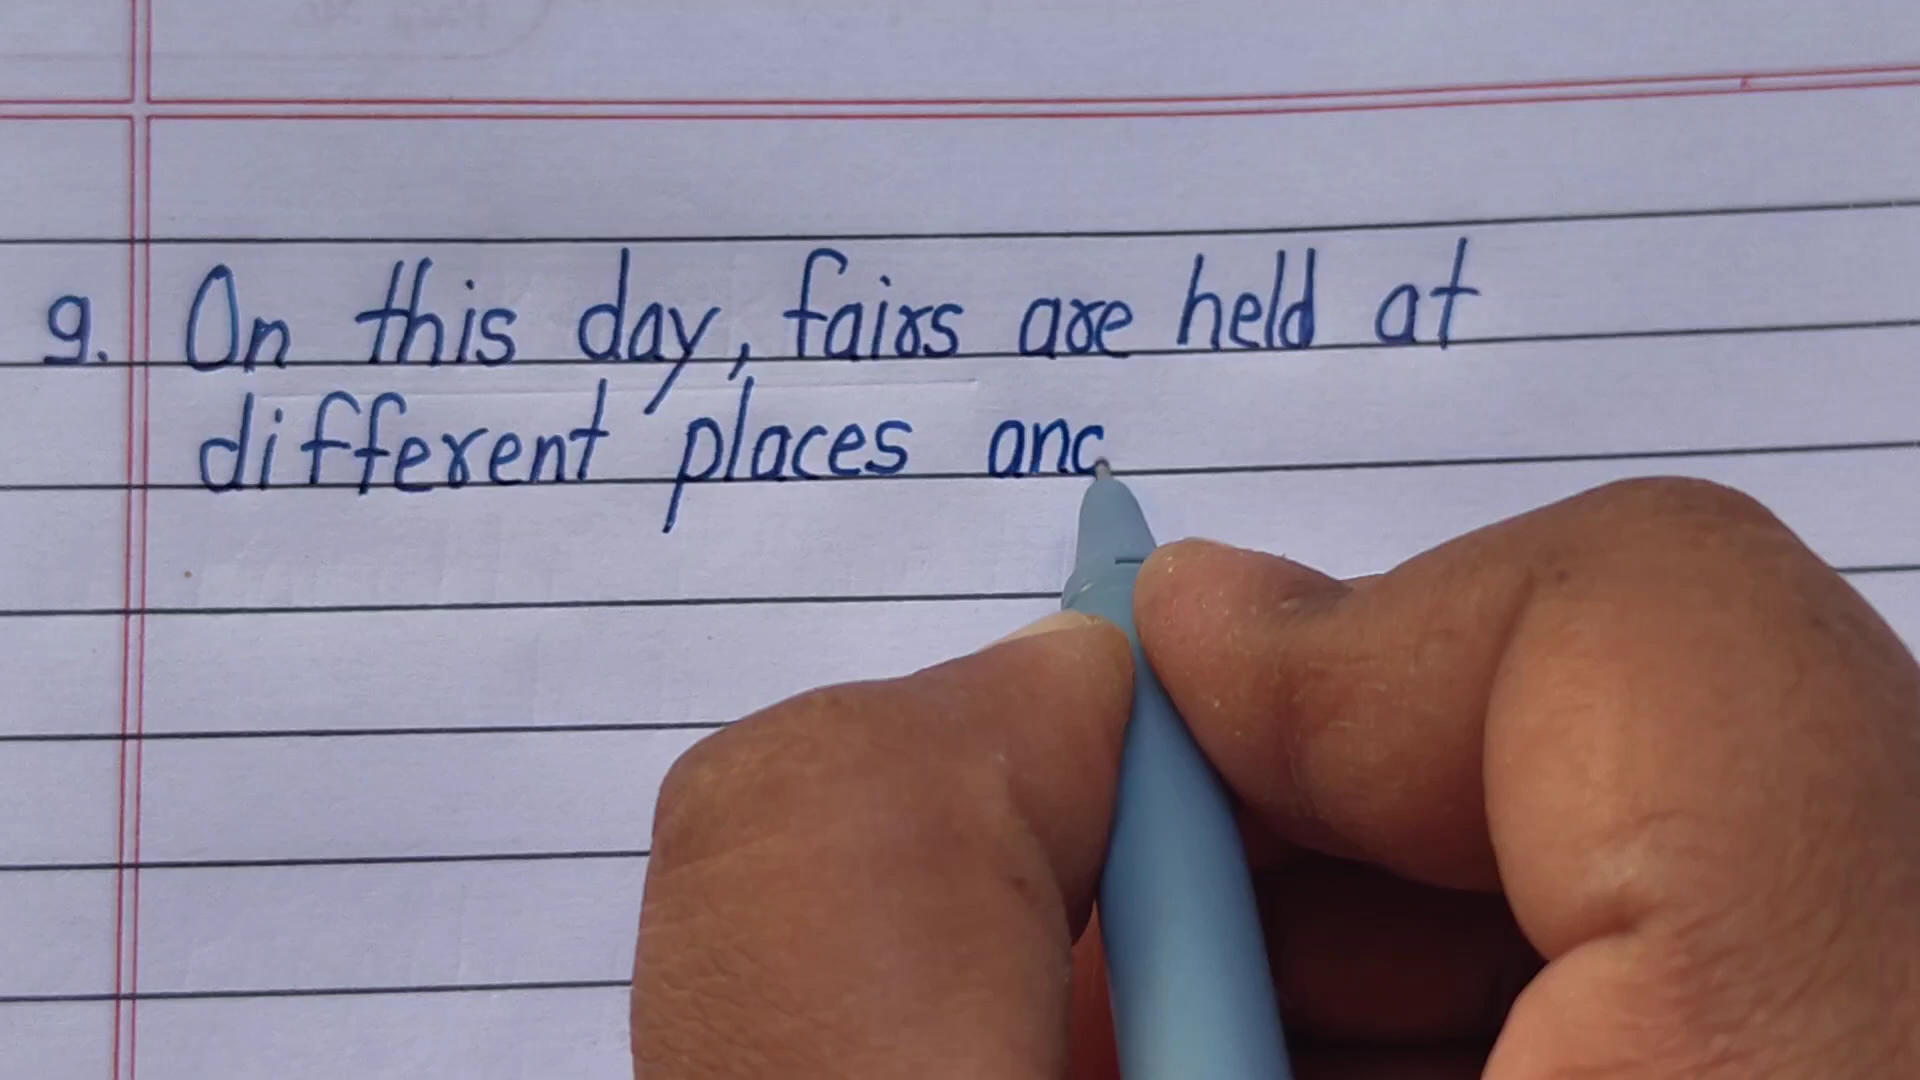 9. On this day, fairs are held at
different places anc